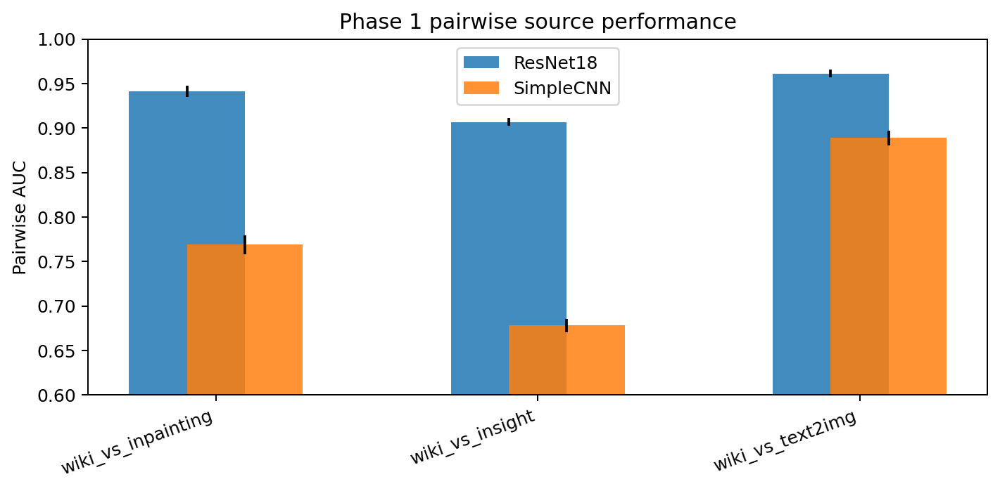 Phase 1 pairwise source performance
ResNet18
SimpleCNN
Pairwise AUC
1.00
0.95
0.90
0.85
0.80
0.75
0.70
0.65
0.60
wiki_vs_inpainting
wiki_vs_insight
wiki_vs_text2img